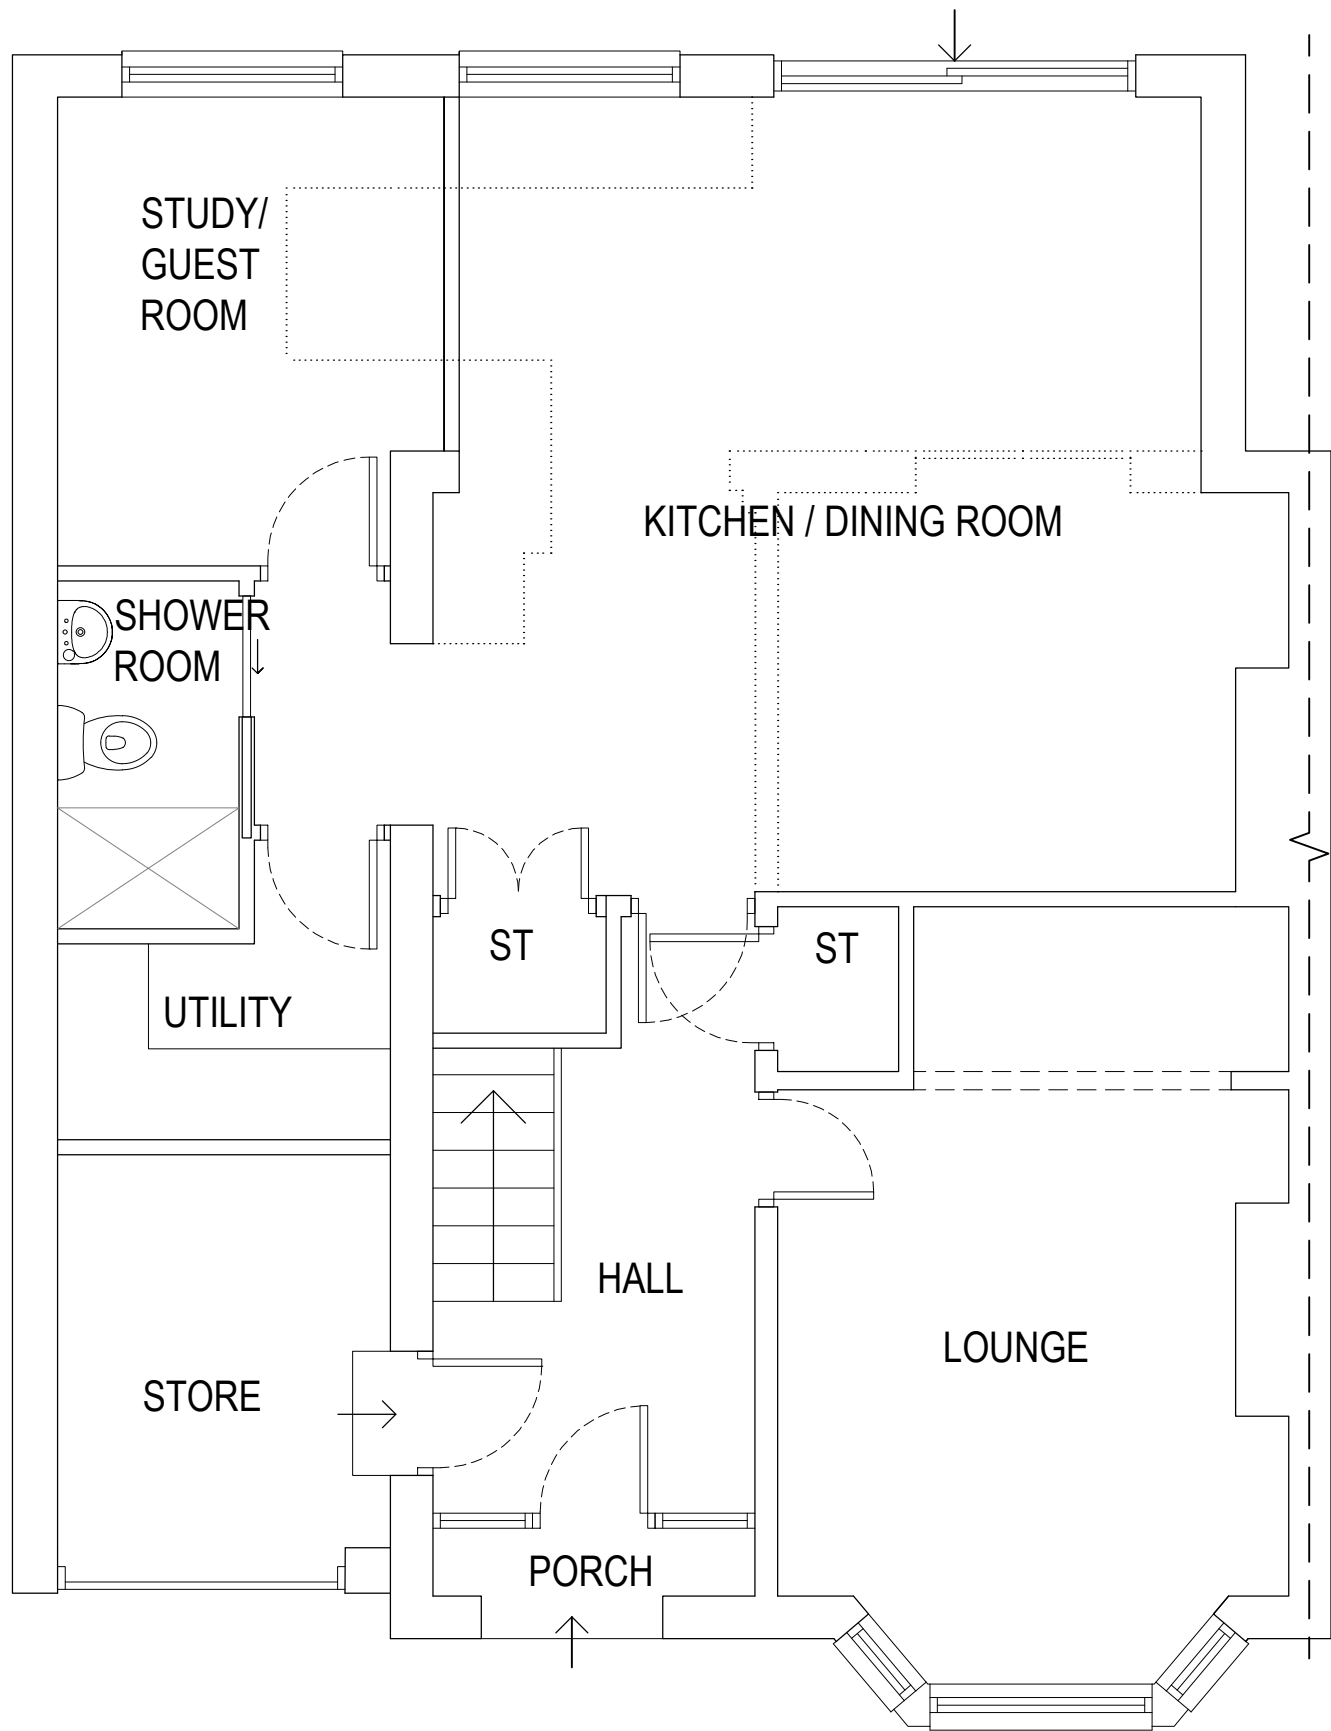 STUDY/
GUEST
ROOM
KITCHEN / DINING ROOM
SHOWER
ROOM
ST
ST
UTILITY
HALL
LOUNGE
STORE
PORCH